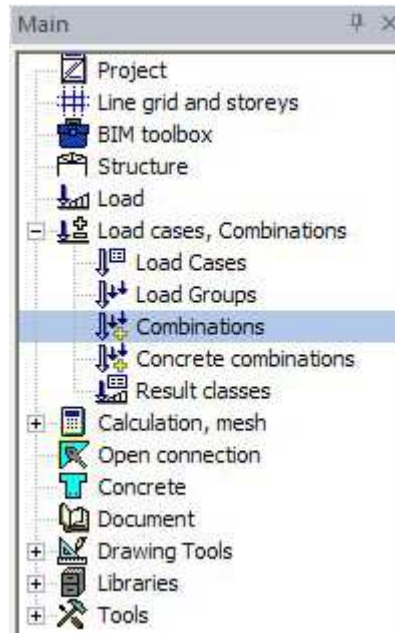 Main
Project
Line grid and storeys
BIM toolbox
Structure
Load
Load cases, Combinations
Load Cases
Load Groups
Combinations
Concrete combinations
Result classes
Calculation, mesh
Open connection
Concrete
Document
Drawing Tools
Libraries
Tools